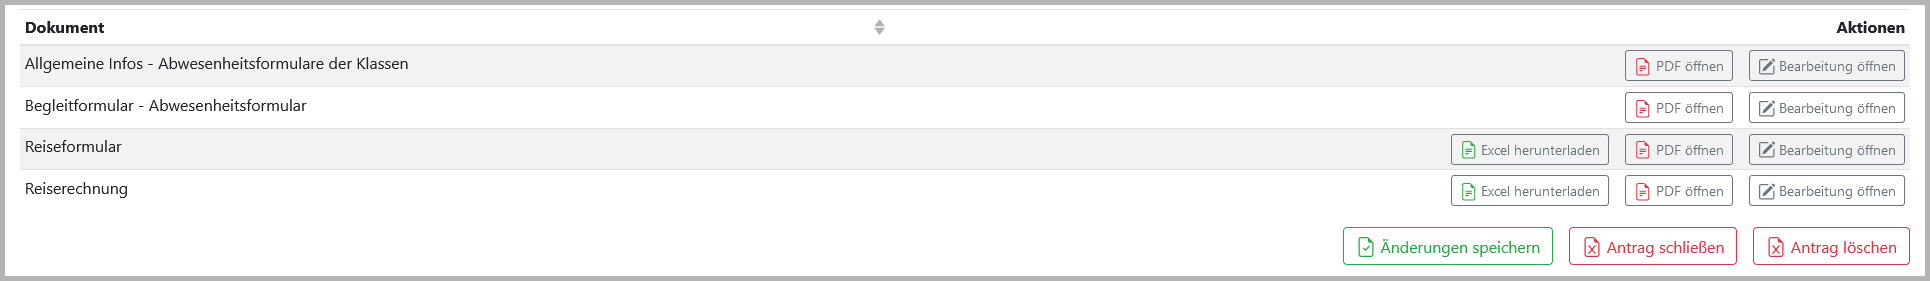 Dokument Aktionen
Allgemeine Infos - Abwesenheitsformulare der Klassen PDF öffnen Bearbeitung öffnen
Begleitformular - Abwesenheitsformular PDF öffnen Bearbeitung öffnen
Reiseformular Excel herunterladen PDF öffnen Bearbeitung öffnen
Reiserechnung Excel herunterladen PDF öffnen Bearbeitung öffnen
Änderungen speichern Antrag schließen Antrag löschen